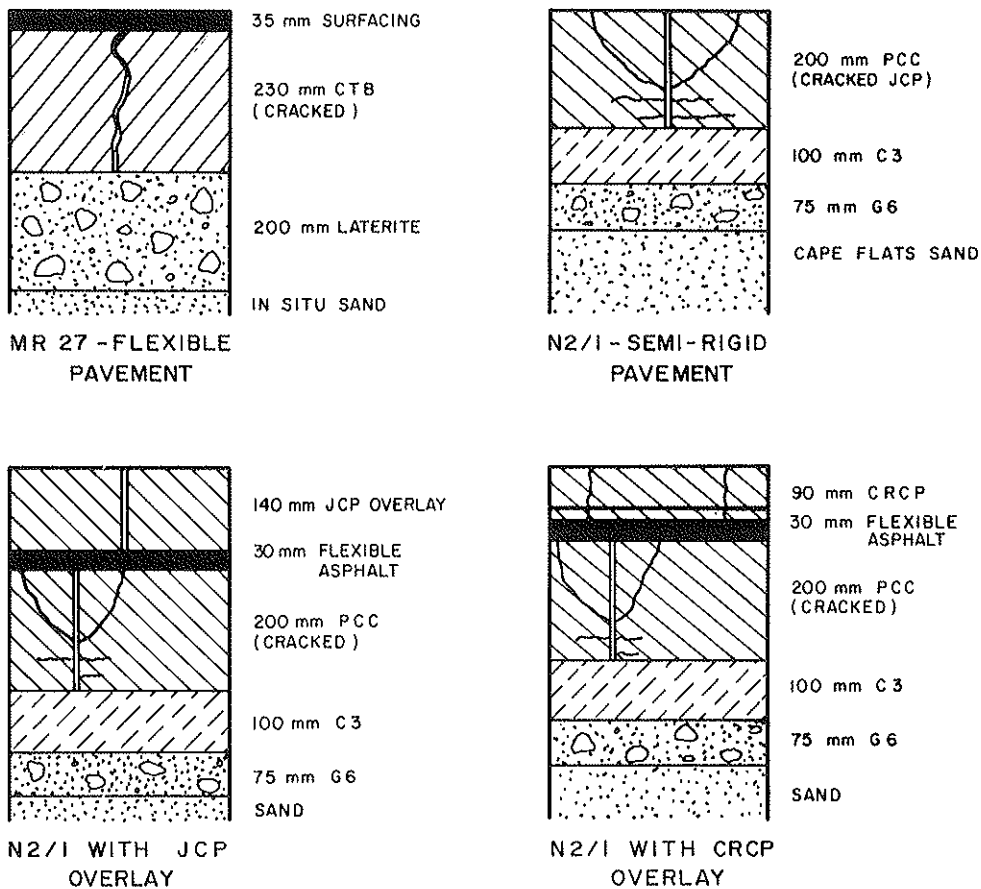 35 mm SURFACING
230 mm CTB
(CRACKED)
200 mm LATERITE
IN SITU SAND
MR 27 - FLEXIBLE
PAVEMENT
200 mm PCC
(CRACKED JCP)
100 mm C3
75 mm G6
CAPE FLATS SAND
N2/1 - SEMI-RIGID
PAVEMENT
140 mm JCP OVERLAY
30 mm FLEXIBLE
ASPHALT
200 mm PCC
(CRACKED)
100 mm C3
75 mm G6
SAND
N2/1 WITH JCP
OVERLAY
90 mm CRCP
30 mm FLEXIBLE
ASPHALT
200 mm PCC
(CRACKED)
100 mm C3
75 mm G6
SAND
N2/1 WITH CRCP
OVERLAY